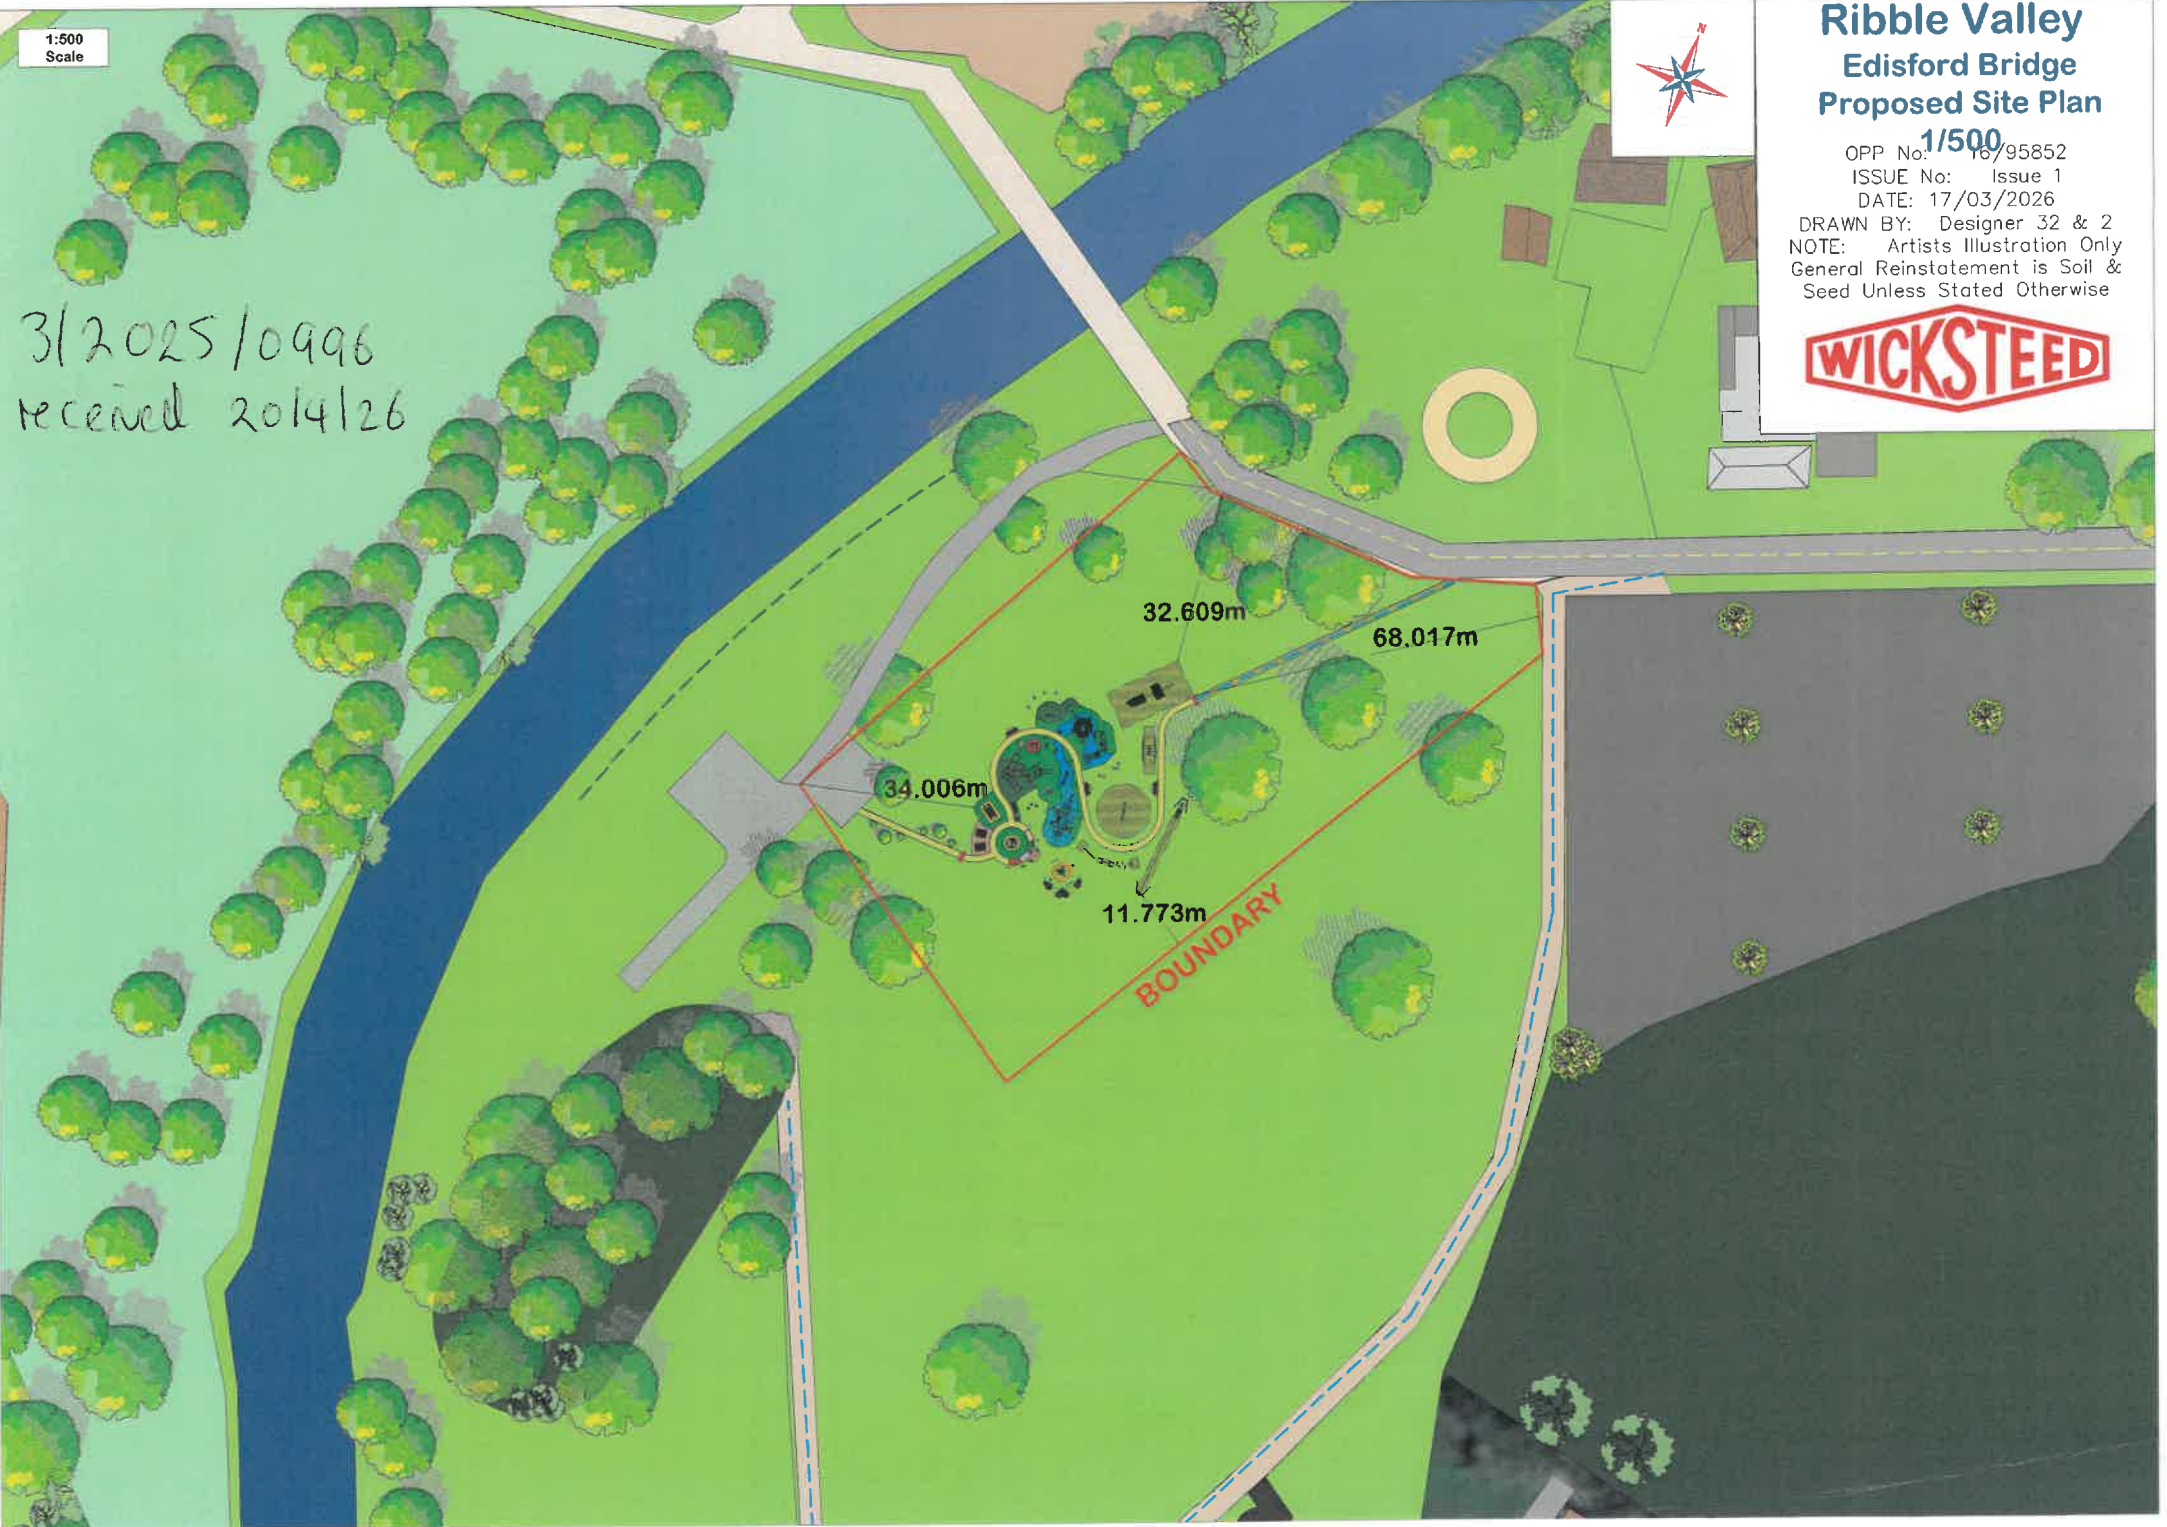 1:500
Scale
N
Ribble Valley
Edisford Bridge
Proposed Site Plan
1/500
OPP No: 16/95852
ISSUE No: Issue 1
DATE: 17/03/2026
DRAWN BY: Designer 32 & 2
NOTE: Artists Illustration Only
General Reinstatement is Soil &
Seed Unless Stated Otherwise
WICKSTEED
3/2025/0996
received 20/4/26
32.609m
68.017m
34.006m
11.773m
BOUNDARY